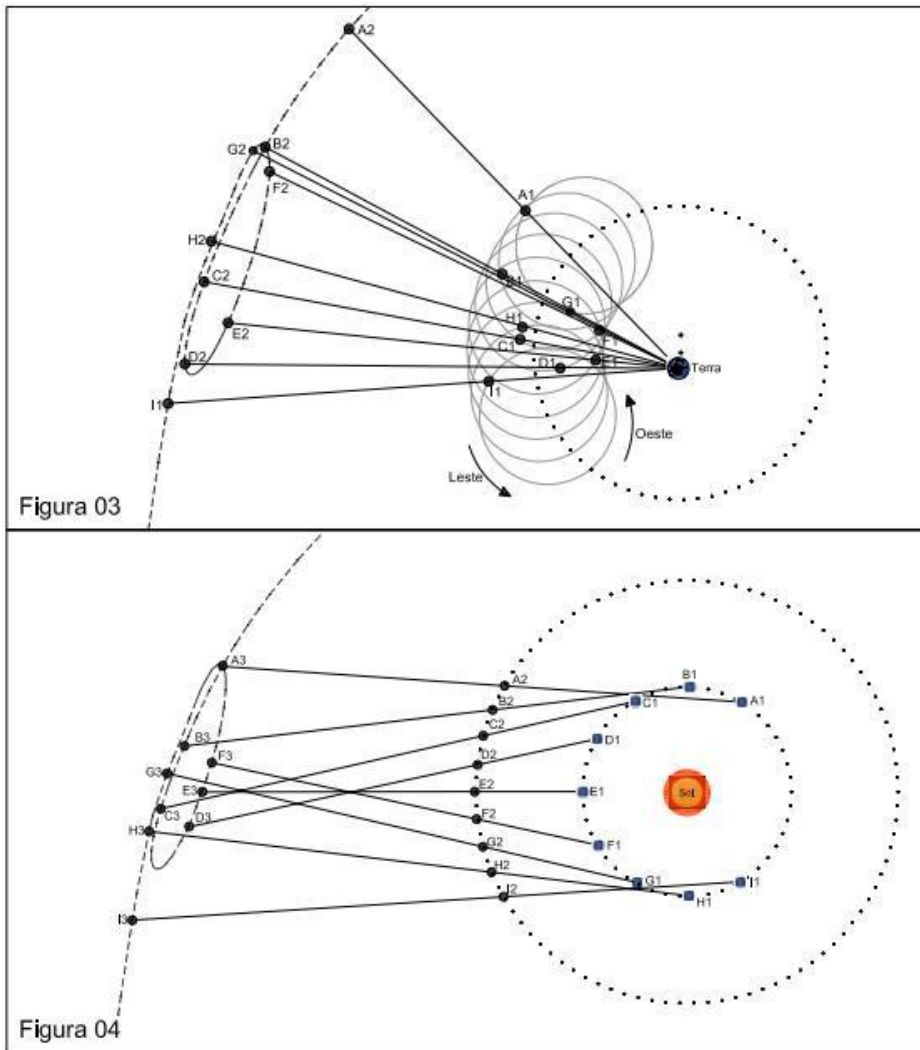 A2
G2
B2
F2
A1
H2
C2
B1
G1
F1
H1
E2
C1
D2
D1
E1
Terra
I1
I1
Oeste
Leste
Figura 03
A3
A2
B1
B2
C1
A1
C2
B3
D1
F3
D2
G3
E3
E2
E1
Sol
C3
F2
H3
D3
G2
F1
H2
G1
I1
I2
H1
I3
Figura 04